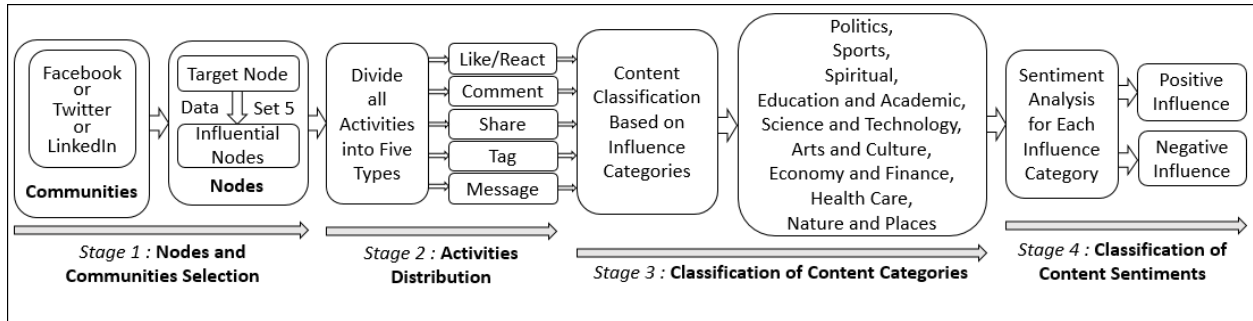 Facebook
or
Twitter
or
LinkedIn
Communities
Target Node
Data Set 5
Influential
Nodes
Nodes
Stage 1 : Nodes and
Communities Selection
Divide
all
Activities
into Five
Types
Like/React
Comment
Share
Tag
Message
Stage 2 : Activities
Distribution
Content
Classification
Based on
Influence
Categories
Politics,
Sports,
Spiritual,
Education and Academic,
Science and Technology,
Arts and Culture,
Economy and Finance,
Health Care,
Nature and Places
Stage 3 : Classification of Content Categories
Sentiment
Analysis
for Each
Influence
Category
Positive
Influence
Negative
Influence
Stage 4 : Classification of
Content Sentiments